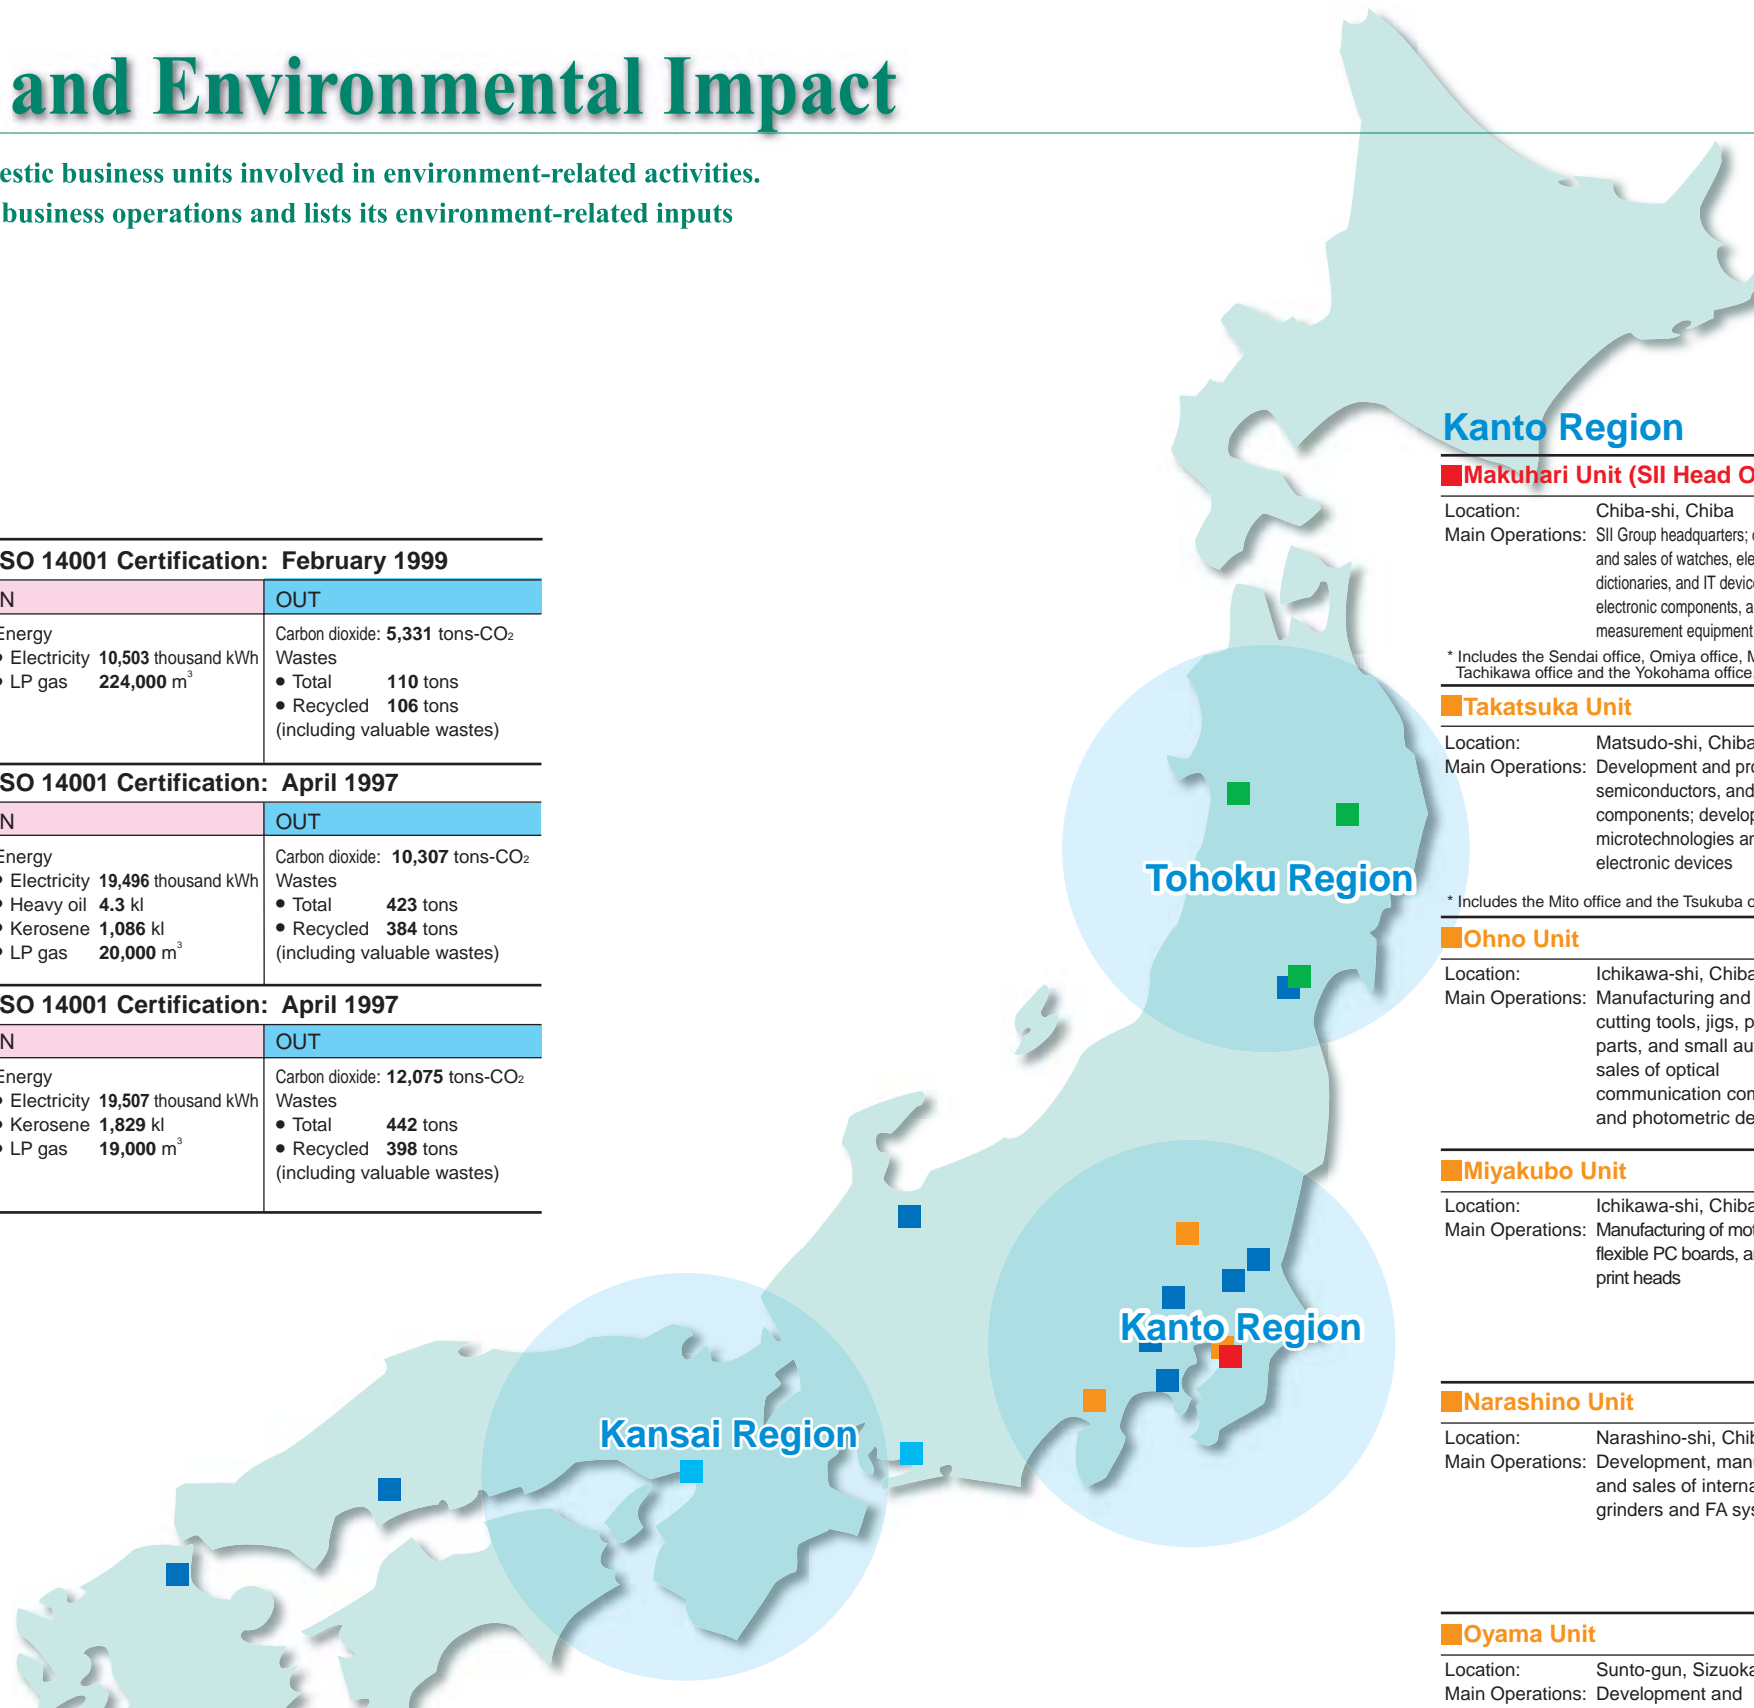 and Environmental Impact
estic business units involved in environment-related activities.
business operations and lists its environment-related inputs
SO 14001 Certification: February 1999
N OUT
Energy
• Electricity 10,503 thousand kWh
• LP gas 224,000 m³
Carbon dioxide: 5,331 tons-CO₂
Wastes
• Total 110 tons
• Recycled 106 tons
(including valuable wastes)
SO 14001 Certification: April 1997
N OUT
Energy
• Electricity 19,496 thousand kWh
• Heavy oil 4.3 kl
• Kerosene 1,086 kl
• LP gas 20,000 m³
Carbon dioxide: 10,307 tons-CO₂
Wastes
• Total 423 tons
• Recycled 384 tons
(including valuable wastes)
SO 14001 Certification: April 1997
N OUT
Energy
• Electricity 19,507 thousand kWh
• Kerosene 1,829 kl
• LP gas 19,000 m³
Carbon dioxide: 12,075 tons-CO₂
Wastes
• Total 442 tons
• Recycled 398 tons
(including valuable wastes)
Tohoku Region
Kanto Region
Kansai Region
Kanto Region
Makuhari Unit (SII Head O
Location: Chiba-shi, Chiba
Main Operations: SII Group headquarters;
and sales of watches, ele
dictionaries, and IT device
electronic components, a
measurement equipment
* Includes the Sendai office, Omiya office, M
Tachikawa office and the Yokohama office.
Takatsuka Unit
Location: Matsudo-shi, Chiba
Main Operations: Development and pro
semiconductors, and
components; develop
microtechnologies an
electronic devices
* Includes the Mito office and the Tsukuba o
Ohno Unit
Location: Ichikawa-shi, Chiba
Main Operations: Manufacturing and
cutting tools, jigs, p
parts, and small au
sales of optical
communication con
and photometric de
Miyakubo Unit
Location: Ichikawa-shi, Chiba
Main Operations: Manufacturing of mot
flexible PC boards, an
print heads
Narashino Unit
Location: Narashino-shi, Chib
Main Operations: Development, manu
and sales of interna
grinders and FA sys
Oyama Unit
Location: Sunto-gun, Sizuoka
Main Operations: Development and